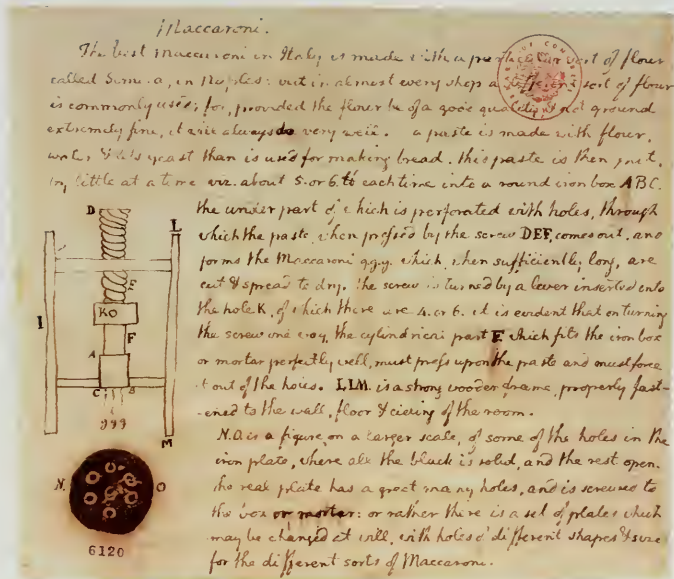 Maccaroni.
The best maccaroni in Italy is made with a particular sort of flour
called Semola, in Naples: but in almost every shop a different sort of flour
is commonly used; for, provided the flour be of a good quality & not ground
extremely fine, it will always do very well. a paste is made with flour,
water & less yeast than is used for making bread. this paste is then put,
by little at a time viz. about 5. or 6. ℔ each time into a round iron box ABC.
the under part of which is perforated with holes, through
which the paste, when pressed by the screw DEF, comes out, and
forms the Maccaroni g.g.g. which, when sufficiently long, are
cut & spread to dry. the screw is turned by a lever inserted into
the hole K. of which there are 4. or 6. it is evident that on turning
the screw one way, the cylindrical part F. which fits the iron box
or mortar perfectly well, must press upon the paste and must force
it out of the holes. LLM. is a strong wooden frame, properly fast-
-ened to the wall, floor & cieling of the room.
N.O. is a figure, on a larger scale, of some of the holes in the
iron plate, where all the black is solid, and the rest open.
the real plate has a great many holes, and is screwed to
the box or mortar: or rather there is a set of plates which
may be changed at will, with holes of different shapes & sizes
for the different sorts of Maccaroni.
D
L
E
I
K O
F
A
C B
g g g
M
N. O
6120